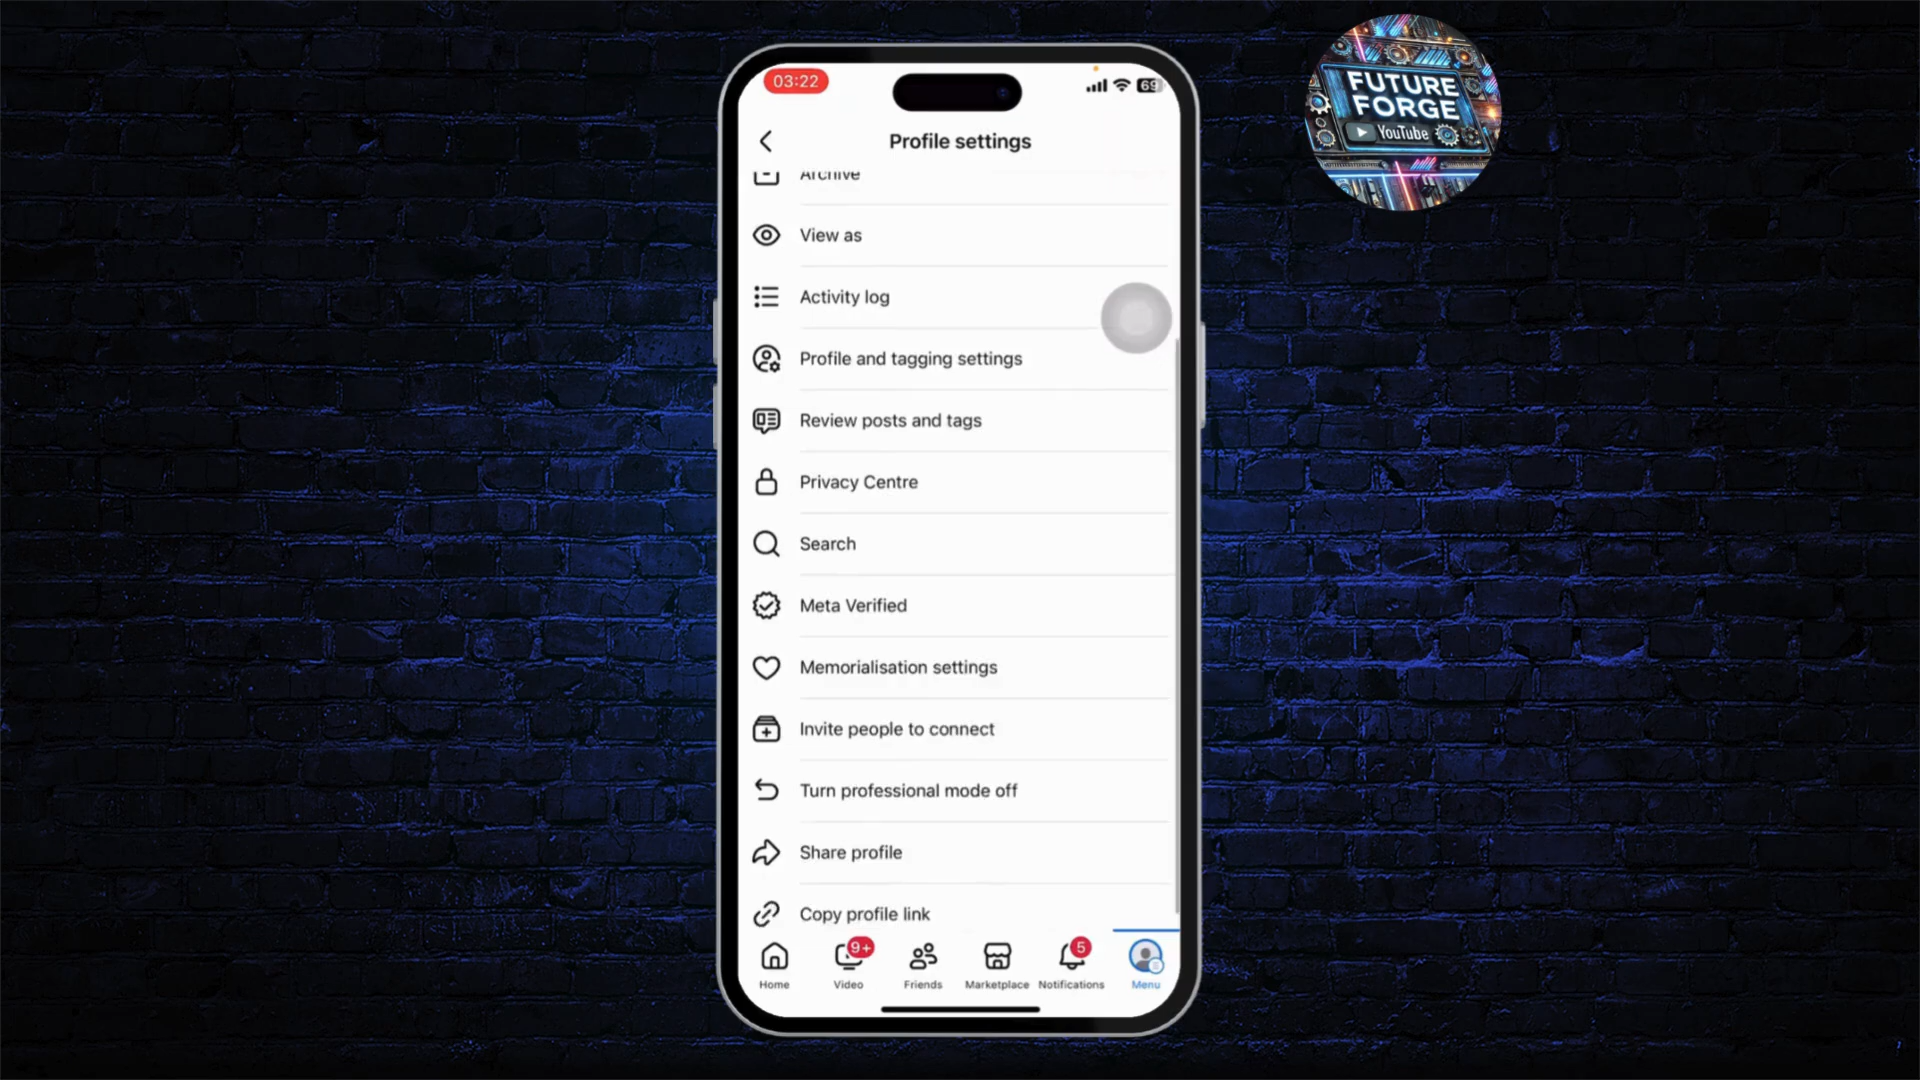 FUTURE
FORGE
YouTube
03:22
69
Profile settings
Archive
View as
Activity log
Profile and tagging settings
Review posts and tags
Privacy Centre
Search
Meta Verified
Memorialisation settings
Invite people to connect
Turn professional mode off
Share profile
Copy profile link
9+
5
Home
Video
Friends
Marketplace
Notifications
Menu